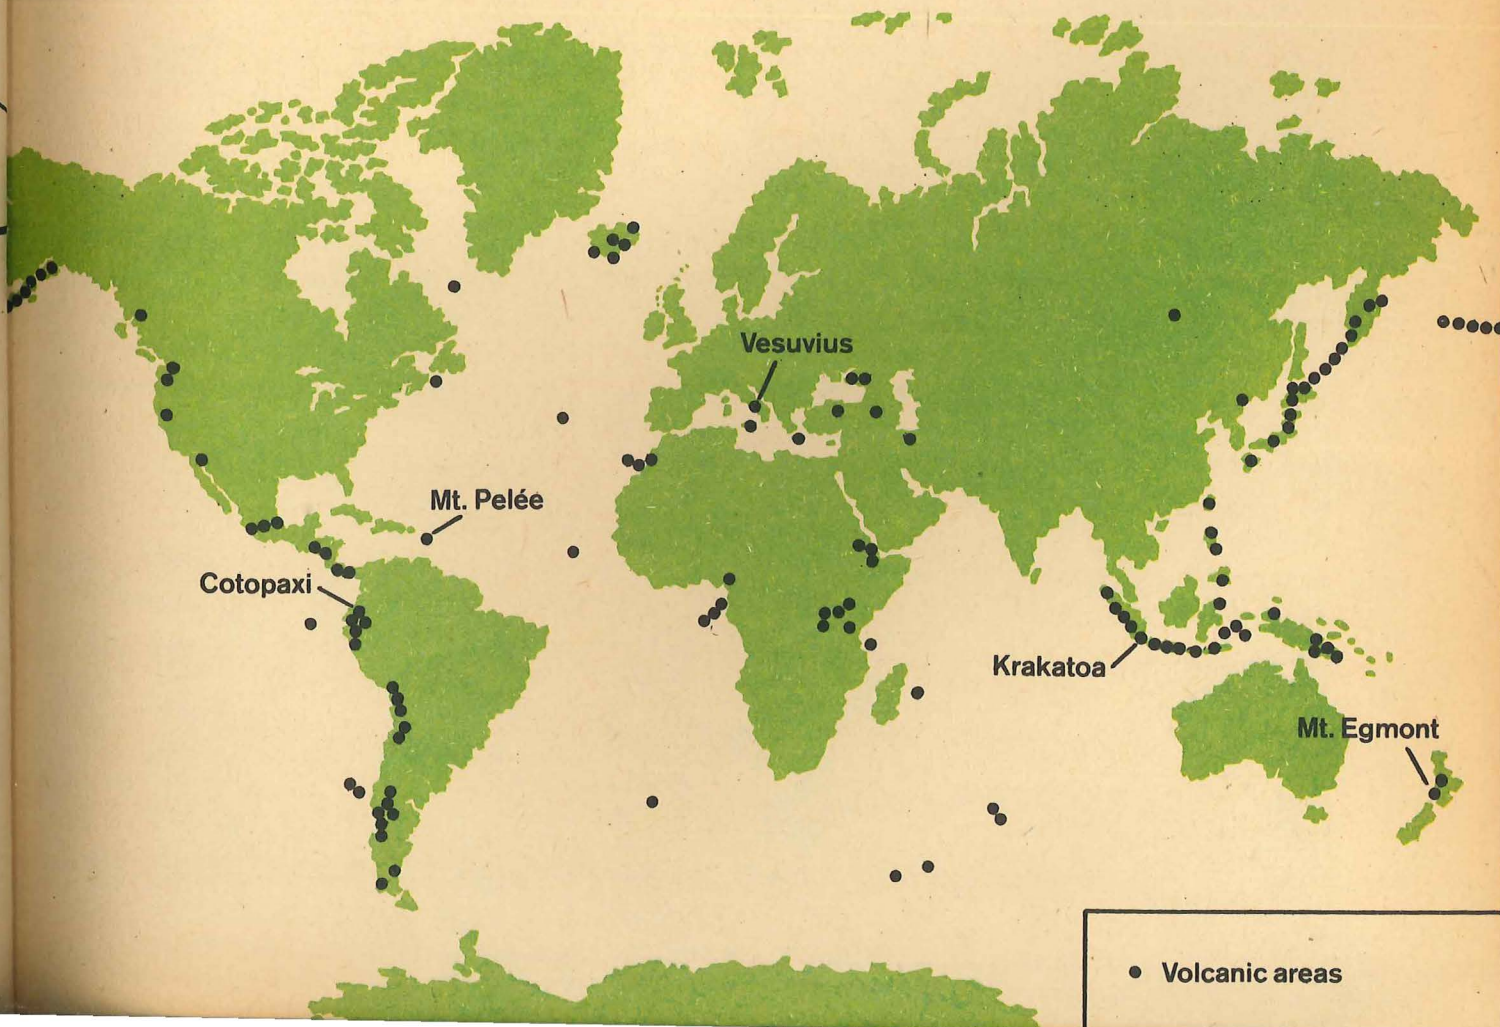 Vesuvius
Mt. Pelée
Cotopaxi
Krakatoa
Mt. Egmont
Volcanic areas